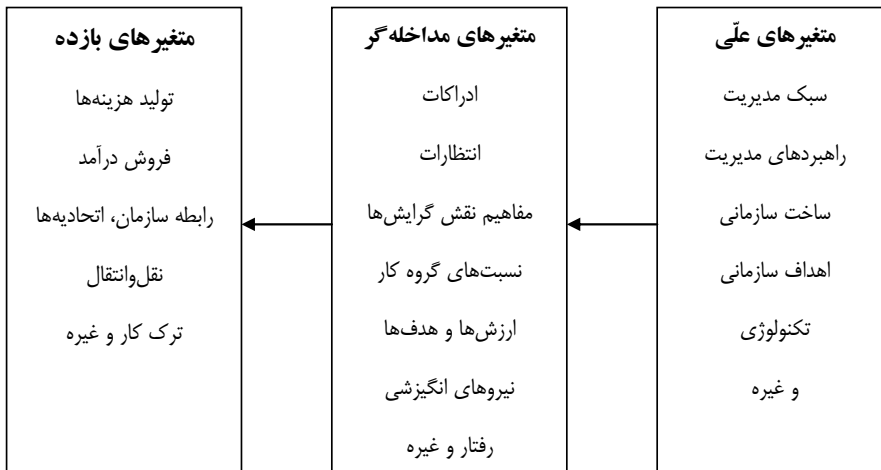 متغیرهای علّی
سبک مدیریت
راهبردهای مدیریت
ساخت سازمانی
اهداف سازمانی
تکنولوژی
و غیره
متغیرهای مداخله‌گر
ادراکات
انتظارات
مفاهیم نقش گرایش‌ها
نسبت‌های گروه کار
ارزش‌ها و هدف‌ها
نیروهای انگیزشی
رفتار و غیره
متغیرهای بازده
تولید هزینه‌ها
فروش درآمد
رابطه سازمان، اتحادیه‌ها
نقل‌وانتقال
ترک کار و غیره